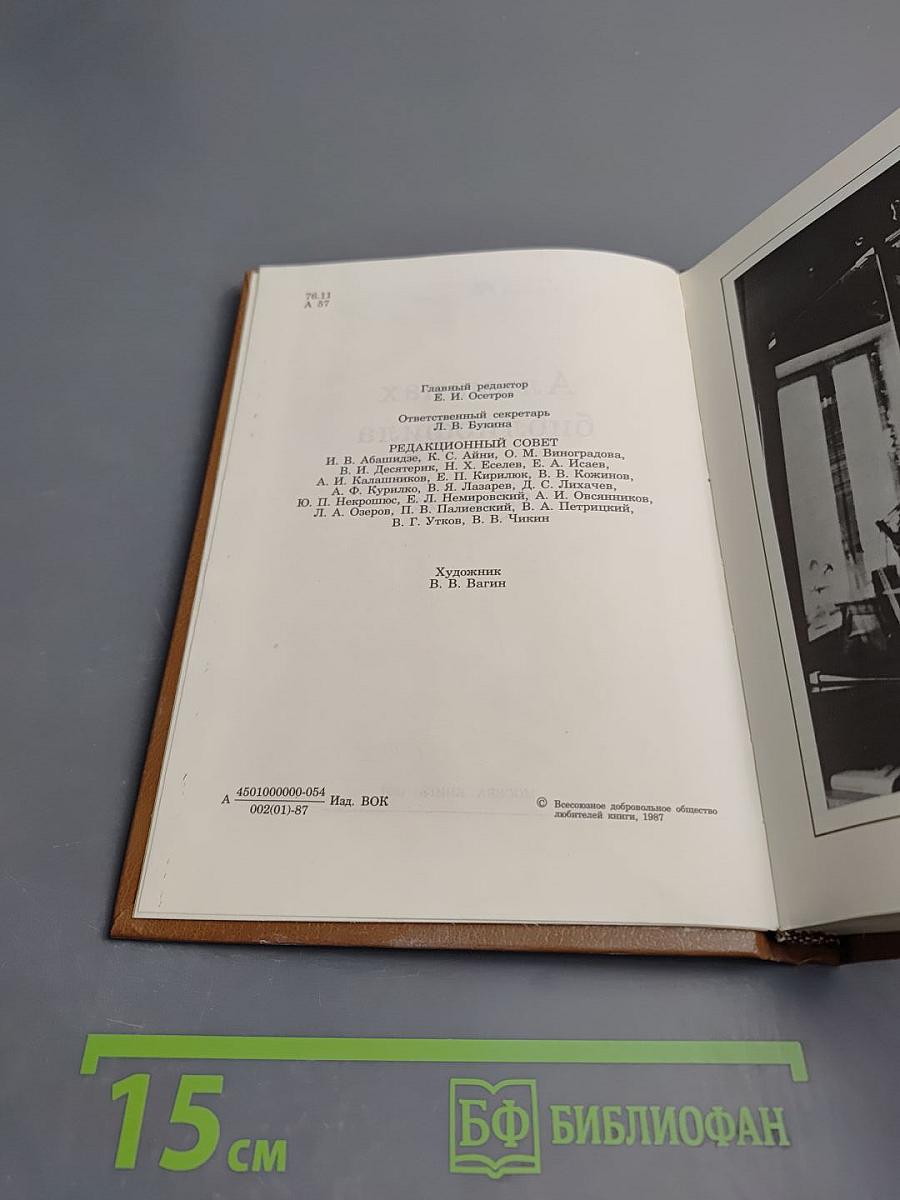 76.11
А 57
Главный редактор
Е. И. Осетров
Ответственный секретарь
Л. В. Букина
РЕДАКЦИОННЫЙ СОВЕТ
И. В. Абашидзе, К. С. Айни, О. М. Виноградова,
В. И. Десятерик, Н. Х. Еселев, Е. А. Исаев,
А. И. Калашников, Е. П. Кирилюк, В. В. Кожинов,
А. Ф. Курилко, В. Я. Лазарев, Д. С. Лихачев,
Ю. П. Некрошюс, Е. Л. Немировский, А. И. Овсянников,
Л. А. Озеров, П. В. Палиевский, В. А. Петрицкий,
В. Г. Утков, В. В. Чикин
Художник
В. В. Вагин
А 4501000000-054 Изд. ВОК
002(01)-87
© Всесоюзное добровольное общество
любителей книги, 1987
15 см
БФ БИБЛИОФАН